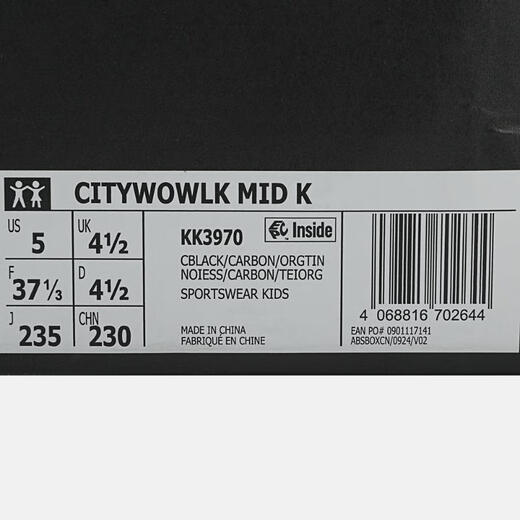 CITYWOWLK MID K
US 5 UK 4½
F 37⅓ D 4½
J 235 CHN 230
KK3970 Inside
CBLACK/CARBON/ORGTIN
NOIESS/CARBON/TEIORG
SPORTSWEAR KIDS
MADE IN CHINA
FABRIQUÉ EN CHINE
4 068816 702644
EAN PO# 0901117141
ABSBOXCN/0924/V02